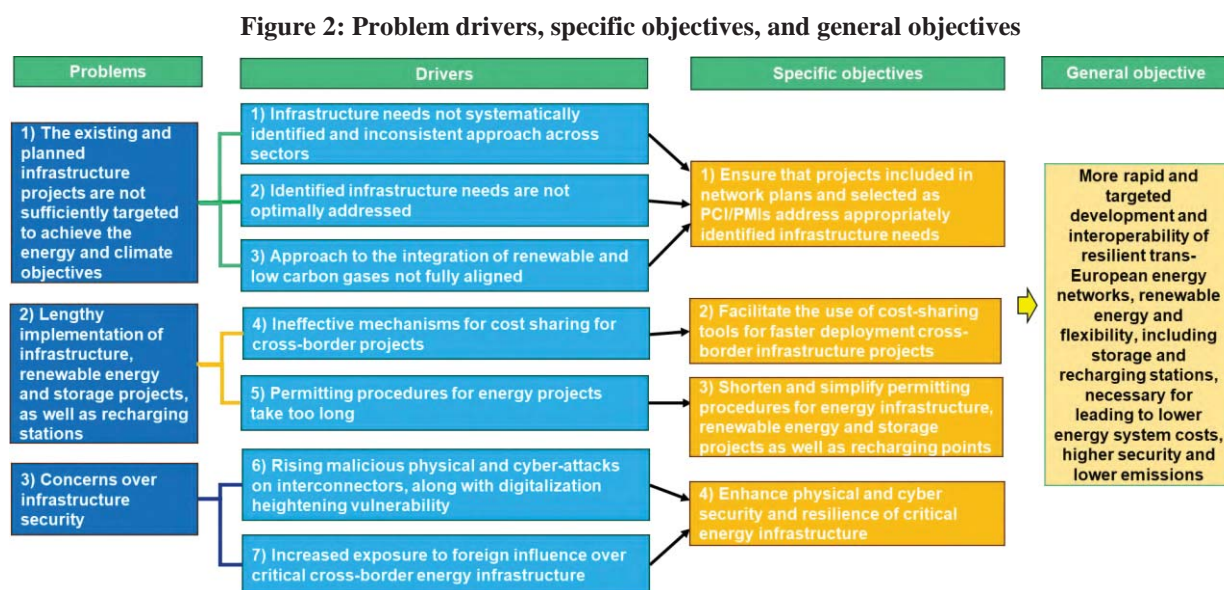 Figure 2: Problem drivers, specific objectives, and general objectives
Problems
Drivers
Specific objectives
General objective
1) The existing and
planned
infrastructure
projects are not
sufficiently targeted
to achieve the
energy and climate
objectives
2) Lengthy
implementation of
infrastructure,
renewable energy
and storage projects,
as well as recharging
stations
3) Concerns over
infrastructure
security
1) Infrastructure needs not systematically
identified and inconsistent approach across
sectors
2) Identified infrastructure needs are not
optimally addressed
3) Approach to the integration of renewable and
low carbon gases not fully aligned
4) Ineffective mechanisms for cost sharing for
cross-border projects
5) Permitting procedures for energy projects
take too long
6) Rising malicious physical and cyber-attacks
on interconnectors, along with digitalization
heightening vulnerability
7) Increased exposure to foreign influence over
critical cross-border energy infrastructure
1) Ensure that projects included in
network plans and selected as
PCI/PMIs address appropriately
identified infrastructure needs
2) Facilitate the use of cost-sharing
tools for faster deployment cross-
border infrastructure projects
3) Shorten and simplify permitting
procedures for energy infrastructure,
renewable energy and storage
projects as well as recharging points
4) Enhance physical and cyber
security and resilience of critical
energy infrastructure
More rapid and
targeted
development and
interoperability of
resilient trans-
European energy
networks, renewable
energy and
flexibility, including
storage and
recharging stations,
necessary for
leading to lower
energy system costs,
higher security and
lower emissions